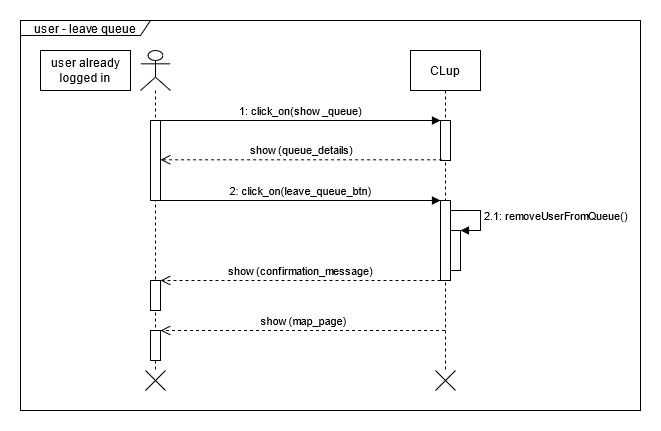 user - leave queue
user already
logged in
CLup
1: click_on(show_queue)
show (queue_details)
2: click_on(leave_queue_btn)
2.1: removeUserFromQueue()
show (confirmation_message)
show (map_page)